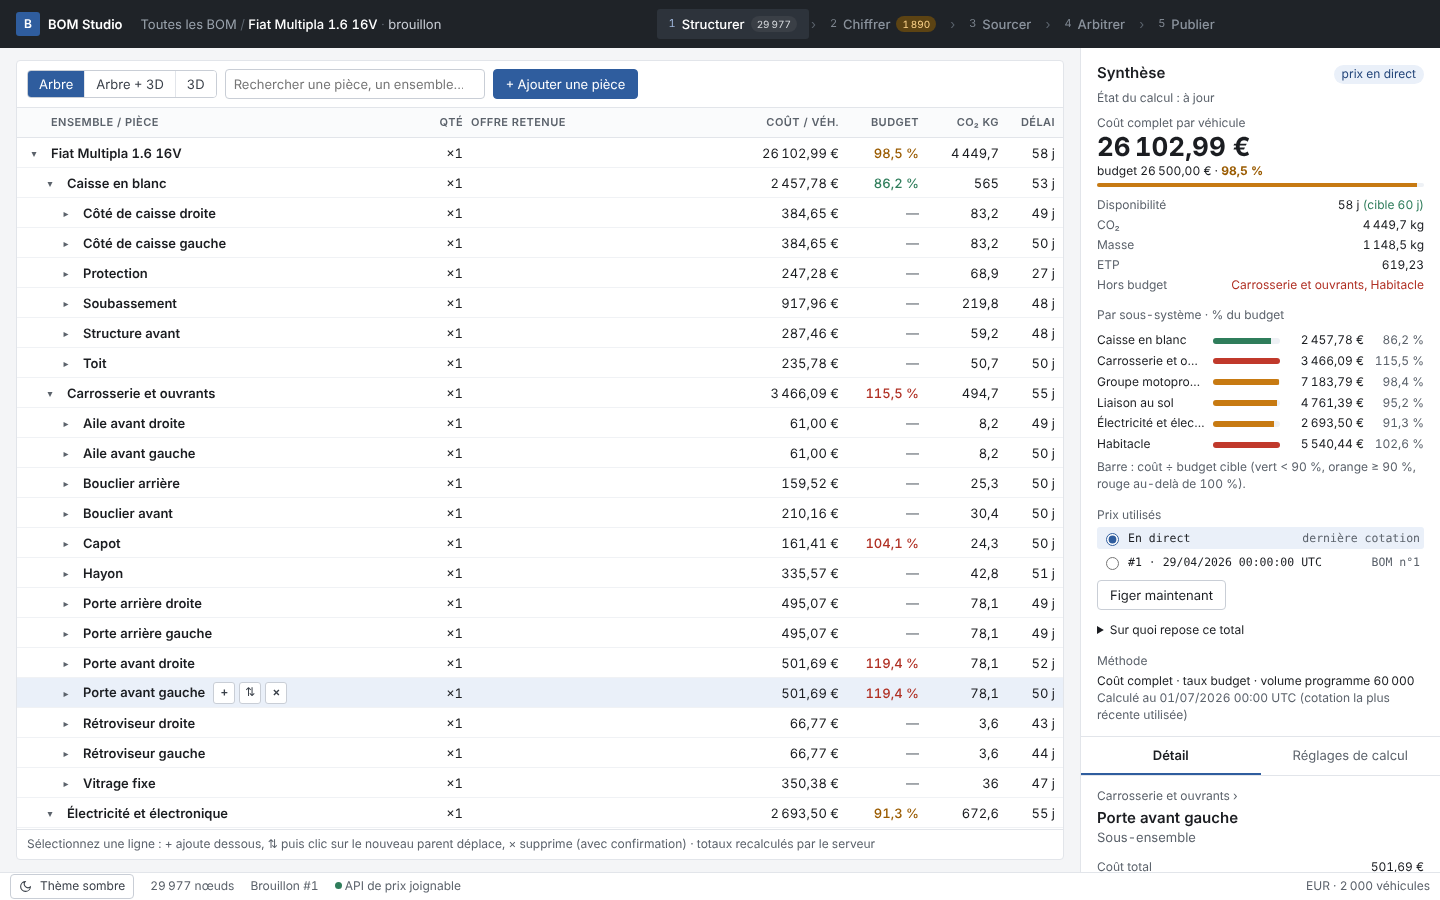 B BOM Studio Toutes les BOM / Fiat Multipla 1.6 16V · brouillon 1 Structurer 29 977 › 2 Chiffrer 1 890 › 3 Sourcer › 4 Arbitrer › 5 Publier
Arbre Arbre + 3D 3D Rechercher une pièce, un ensemble... + Ajouter une pièce
ENSEMBLE / PIÈCE QTÉ OFFRE RETENUE COÛT / VÉH. BUDGET CO₂ KG DÉLAI
▾ Fiat Multipla 1.6 16V ×1 26 102,99 € 98,5 % 4 449,7 58 j
▾ Caisse en blanc ×1 2 457,78 € 86,2 % 565 53 j
▸ Côté de caisse droite ×1 384,65 € — 83,2 49 j
▸ Côté de caisse gauche ×1 384,65 € — 83,2 50 j
▸ Protection ×1 247,28 € — 68,9 27 j
▸ Soubassement ×1 917,96 € — 219,8 48 j
▸ Structure avant ×1 287,46 € — 59,2 48 j
▸ Toit ×1 235,78 € — 50,7 50 j
▾ Carrosserie et ouvrants ×1 3 466,09 € 115,5 % 494,7 55 j
▸ Aile avant droite ×1 61,00 € — 8,2 49 j
▸ Aile avant gauche ×1 61,00 € — 8,2 50 j
▸ Bouclier arrière ×1 159,52 € — 25,3 50 j
▸ Bouclier avant ×1 210,16 € — 30,4 50 j
▸ Capot ×1 161,41 € 104,1 % 24,3 50 j
▸ Hayon ×1 335,57 € — 42,8 51 j
▸ Porte arrière droite ×1 495,07 € — 78,1 49 j
▸ Porte arrière gauche ×1 495,07 € — 78,1 49 j
▸ Porte avant droite ×1 501,69 € 119,4 % 78,1 52 j
▸ Porte avant gauche + ⇅ × ×1 501,69 € 119,4 % 78,1 50 j
▸ Rétroviseur droite ×1 66,77 € — 3,6 43 j
▸ Rétroviseur gauche ×1 66,77 € — 3,6 44 j
▸ Vitrage fixe ×1 350,38 € — 36 47 j
▾ Électricité et électronique ×1 2 693,50 € 91,3 % 672,6 55 j
Sélectionnez une ligne : + ajoute dessous, ⇅ puis clic sur le nouveau parent déplace, × supprime (avec confirmation) · totaux recalculés par le serveur
Synthèse prix en direct
État du calcul : à jour
Coût complet par véhicule
26 102,99 €
budget 26 500,00 € · 98,5 %
Disponibilité 58 j (cible 60 j)
CO₂ 4 449,7 kg
Masse 1 148,5 kg
ETP 619,23
Hors budget Carrosserie et ouvrants, Habitacle
Par sous-système · % du budget
Caisse en blanc 2 457,78 € 86,2 %
Carrosserie et o... 3 466,09 € 115,5 %
Groupe motopro... 7 183,79 € 98,4 %
Liaison au sol 4 761,39 € 95,2 %
Électricité et élec... 2 693,50 € 91,3 %
Habitacle 5 540,44 € 102,6 %
Barre : coût ÷ budget cible (vert < 90 %, orange ≥ 90 %,
rouge au-delà de 100 %).
Prix utilisés
En direct dernière cotation
#1 · 29/04/2026 00:00:00 UTC BOM n°1
Figer maintenant
▶ Sur quoi repose ce total
Méthode
Coût complet · taux budget · volume programme 60 000
Calculé au 01/07/2026 00:00 UTC (cotation la plus
récente utilisée)
Détail Réglages de calcul
Carrosserie et ouvrants ›
Porte avant gauche
Sous-ensemble
Coût total 501,69 €
Thème sombre 29 977 nœuds Brouillon #1 API de prix joignable EUR · 2 000 véhicules